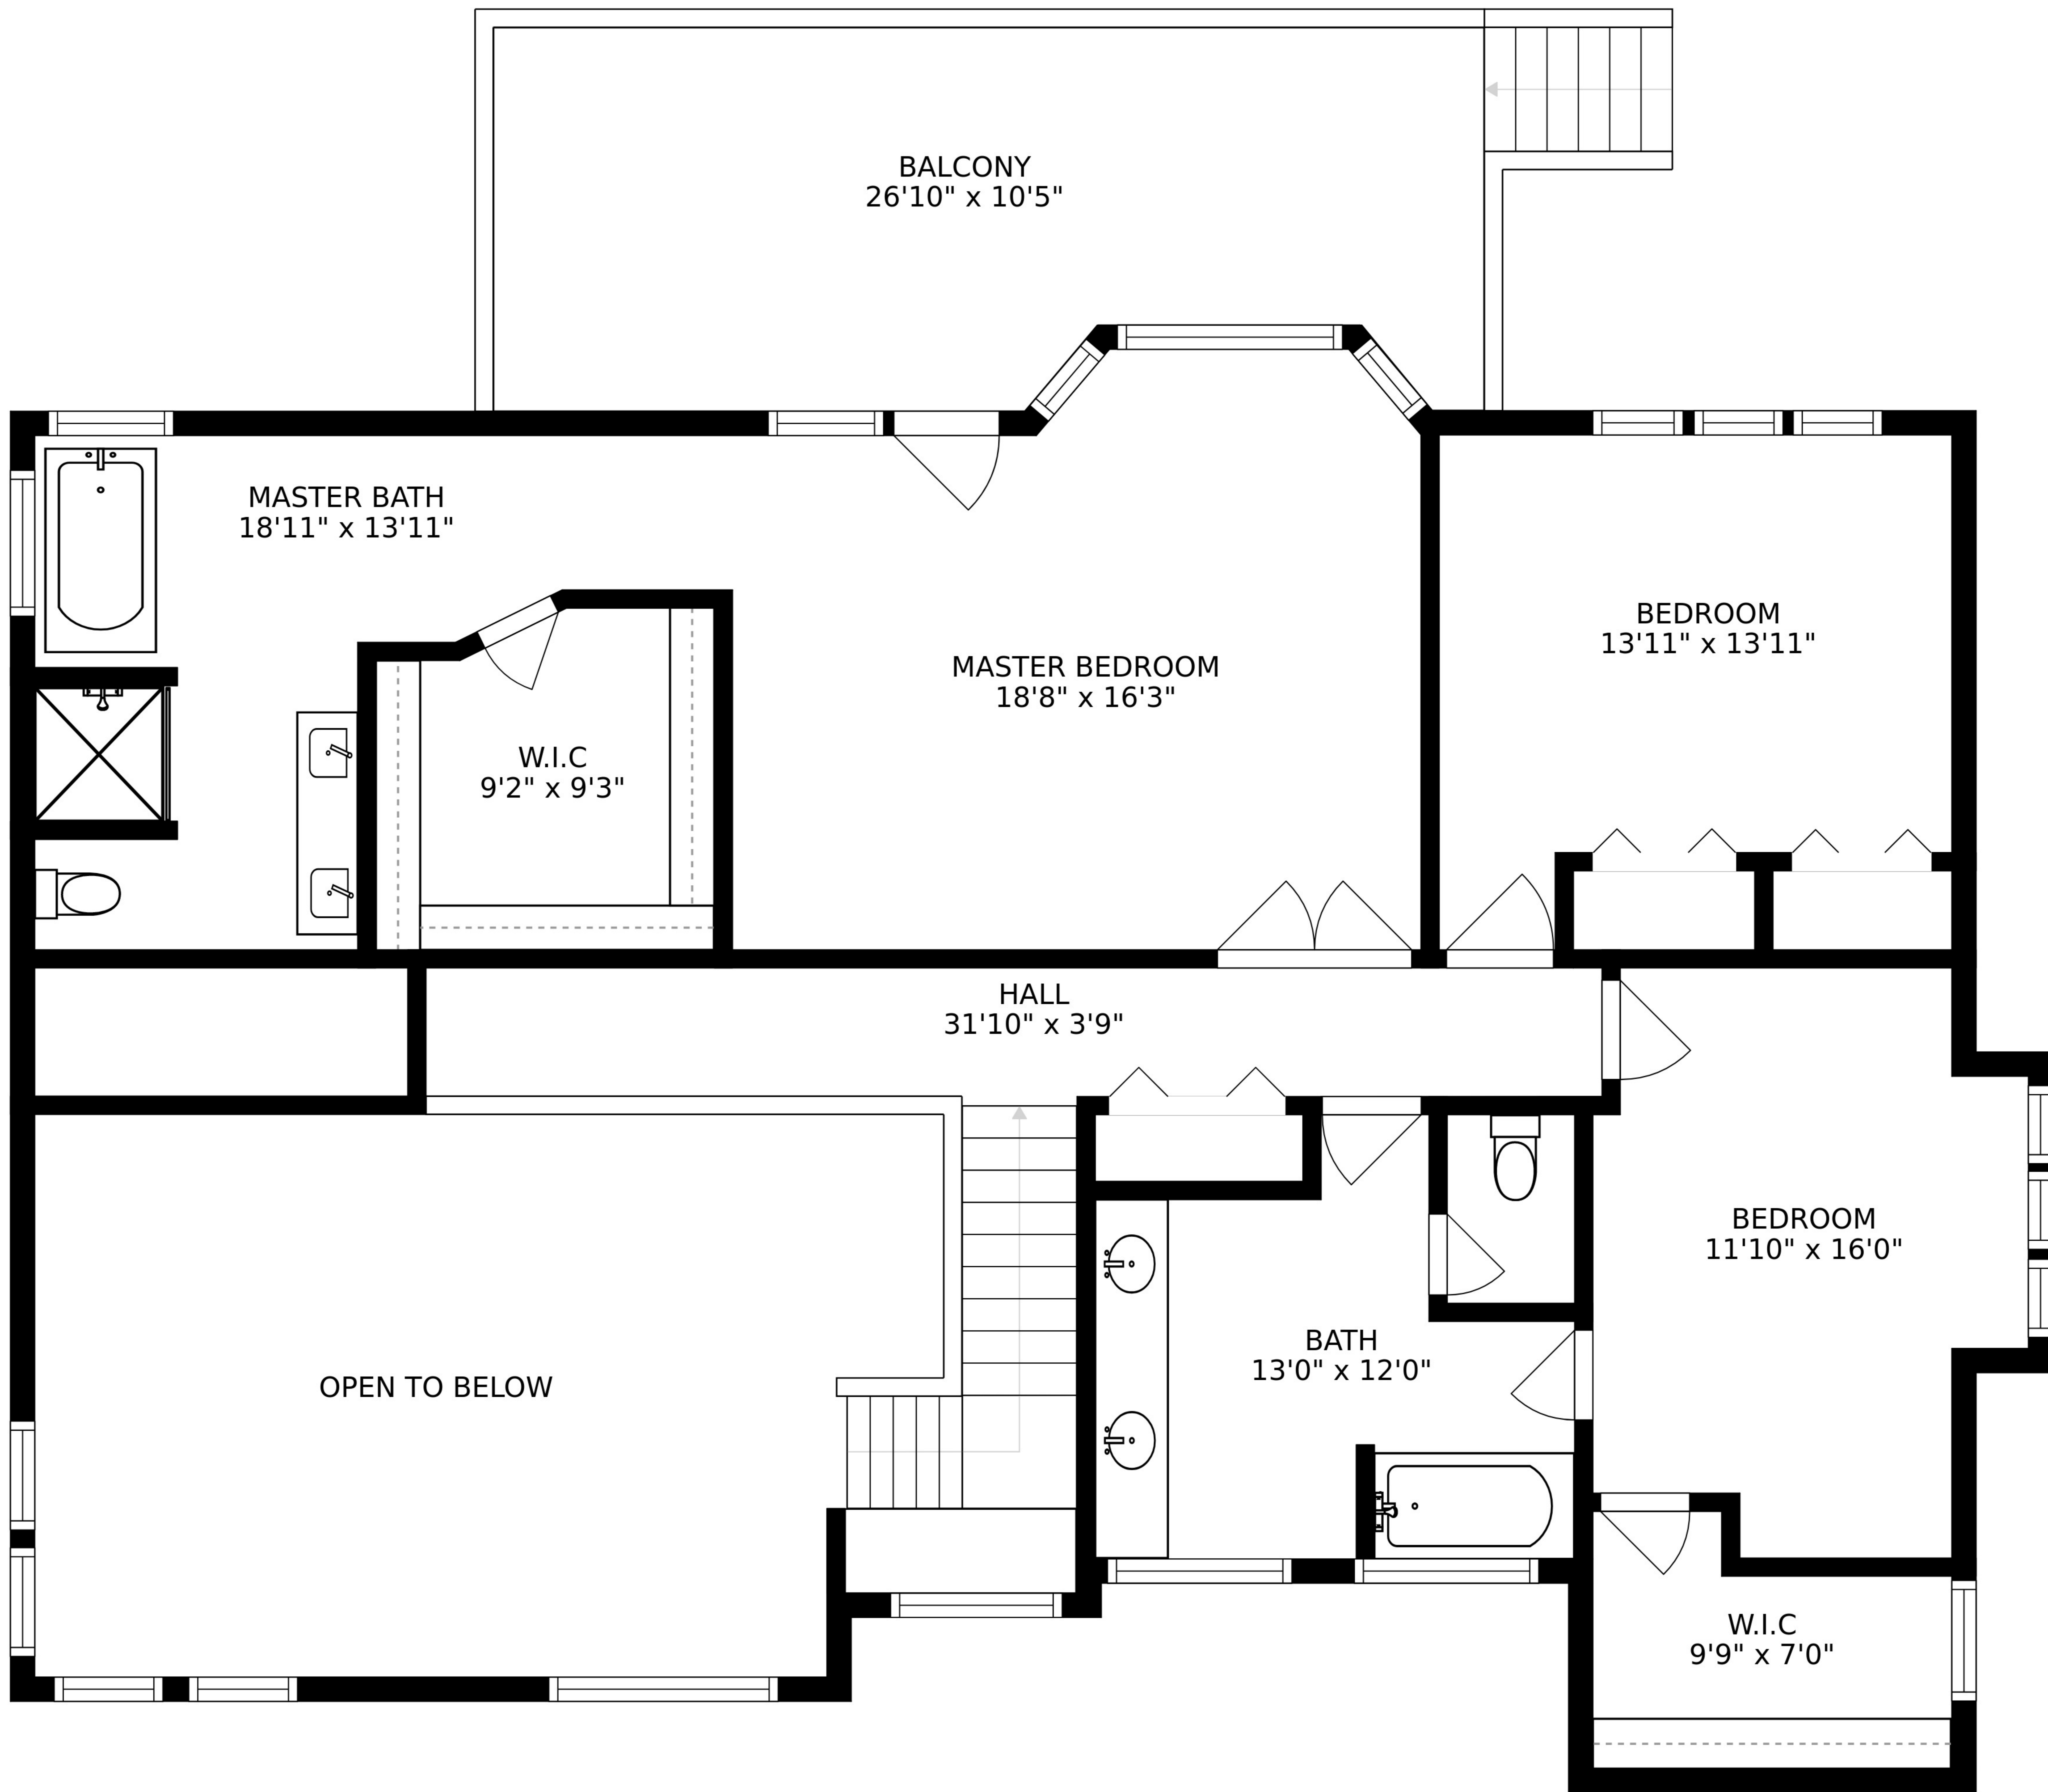 BALCONY
26'10" x 10'5"
MASTER BATH
18'11" x 13'11"
BEDROOM
13'11" x 13'11"
MASTER BEDROOM
18'8" x 16'3"
W.I.C
9'2" x 9'3"
HALL
31'10" x 3'9"
BEDROOM
11'10" x 16'0"
BATH
13'0" x 12'0"
OPEN TO BELOW
W.I.C
9'9" x 7'0"